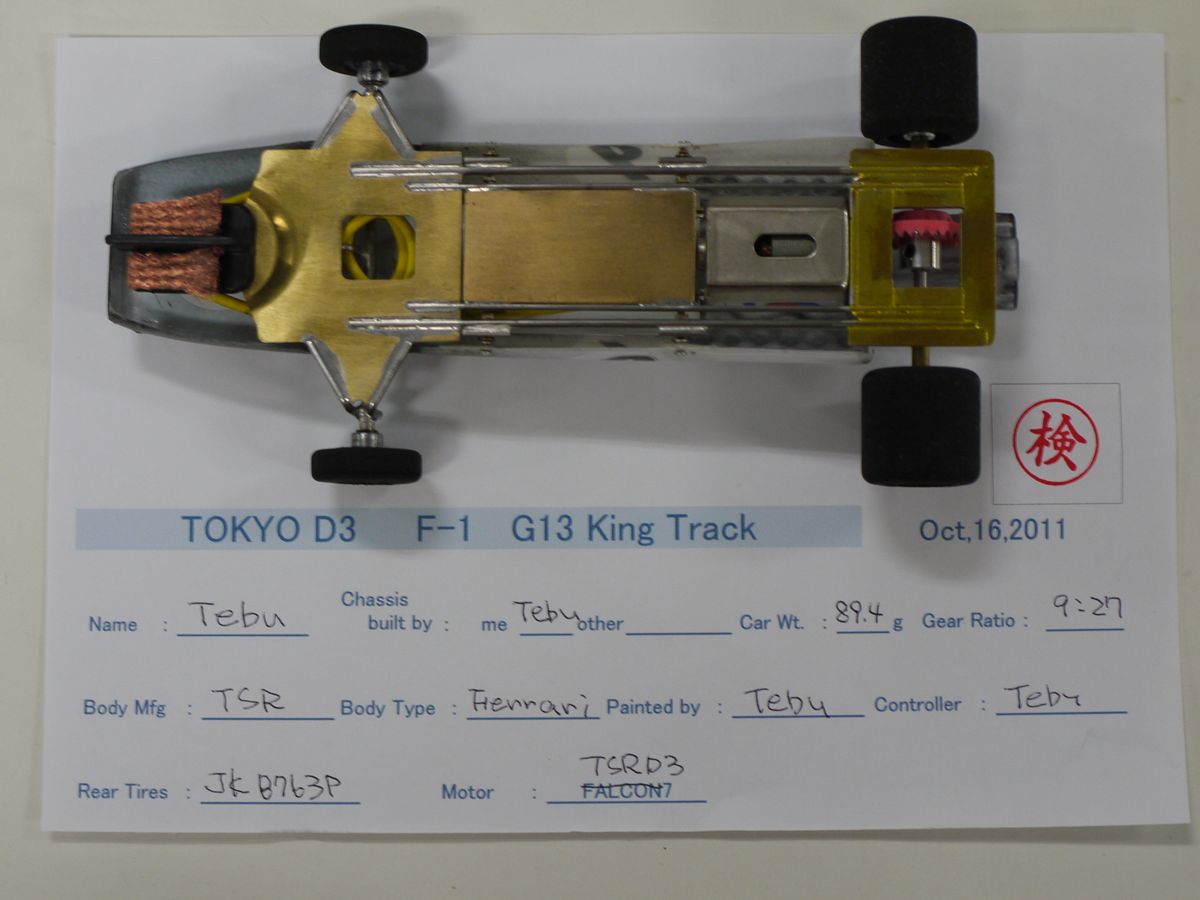 検
TOKYO D3 F-1 G13 King Track Oct,16,2011
Name : Tebu Chassis built by : me Tebu other Car Wt. : 89.4 g Gear Ratio : 9:27
Body Mfg : TSR Body Type : Ferrari Painted by : Tebu Controller : Tebu
Rear Tires : JK 8763P Motor : TSRD3
FALCON7